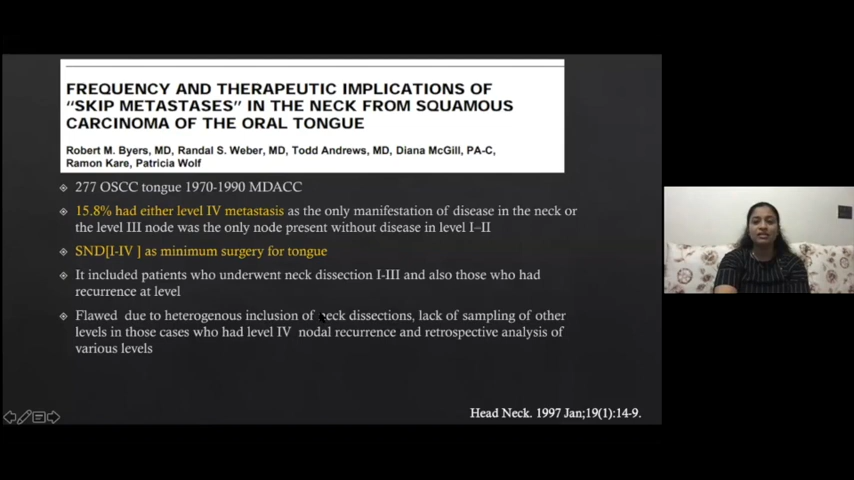 FREQUENCY AND THERAPEUTIC IMPLICATIONS OF
“SKIP METASTASES” IN THE NECK FROM SQUAMOUS
CARCINOMA OF THE ORAL TONGUE
Robert M. Byers, MD, Randal S. Weber, MD, Todd Andrews, MD, Diana McGill, PA-C,
Ramon Kare, Patricia Wolf
277 OSCC tongue 1970-1990 MDACC
15.8% had either level IV metastasis as the only manifestation of disease in the neck or
the level III node was the only node present without disease in level I–II
SND[I-IV ] as minimum surgery for tongue
It included patients who underwent neck dissection I-III and also those who had
recurrence at level
Flawed due to heterogenous inclusion of neck dissections, lack of sampling of other
levels in those cases who had level IV nodal recurrence and retrospective analysis of
various levels
Head Neck. 1997 Jan;19(1):14-9.